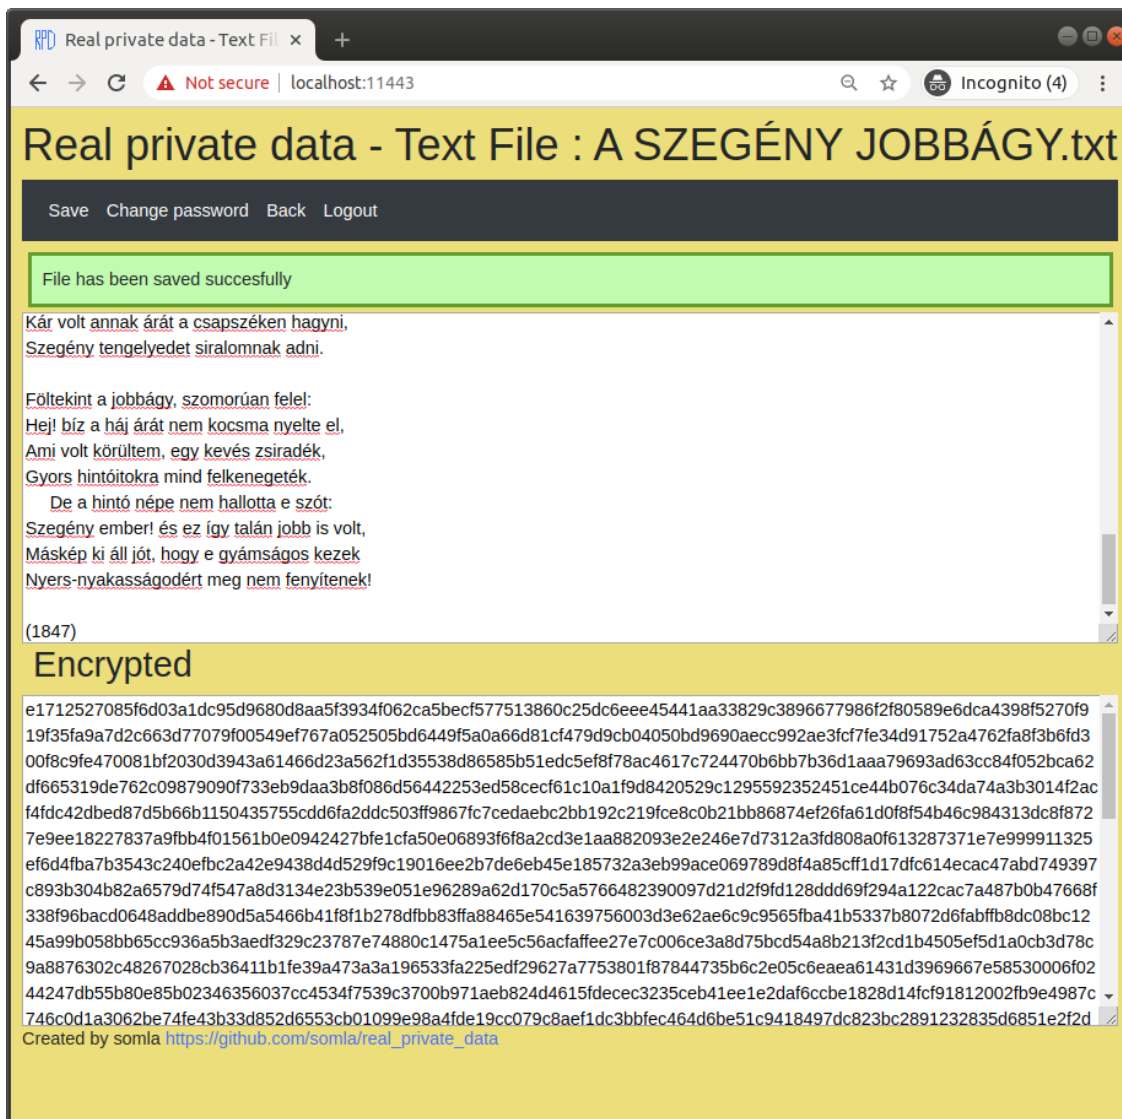 RPD Real private data - Text Fil
Not secure | localhost:11443 Incognito (4)
Real private data - Text File : A SZEGÉNY JOBBÁGY.txt
Save Change password Back Logout
File has been saved succesfully
Kár volt annak árát a csapszéken hagyni,
Szegény tengelyedet siralomnak adni.
Föltekint a jobbágy, szomorúan felel:
Hej! bíz a háj árát nem kocsma nyelte el,
Ami volt körültem, egy kevés zsiradék,
Gyors hintóitokra mind felkenegeték.
De a hintó népe nem hallotta e szót:
Szegény ember! és ez így talán jobb is volt,
Máskép ki áll jót, hogy e gyámságos kezek
Nyers-nyakasságodért meg nem fenyítenek!
(1847)
Encrypted
e1712527085f6d03a1dc95d9680d8aa5f3934f062ca5becf577513860c25dc6eee45441aa33829c3896677986f2f80589e6dca4398f5270f9
19f35fa9a7d2c663d77079f00549ef767a052505bd6449f5a0a66d81cf479d9cb04050bd9690aecc992ae3fcf7fe34d91752a4762fa8f3b6fd3
00f8c9fe470081bf2030d3943a61466d23a562f1d35538d86585b51edc5ef8f78ac4617c724470b6bb7b36d1aaa79693ad63cc84f052bca62
df665319de762c09879090f733eb9daa3b8f086d56442253ed58cecf61c10a1f9d8420529c1295592352451ce44b076c34da74a3b3014f2ac
f4fdc42dbed87d5b66b1150435755cdd6fa2ddc503ff9867fc7cedaebc2bb192c219fce8c0b21bb86874ef26fa61d0f8f54b46c984313dc8f872
7e9ee18227837a9fbb4f01561b0e0942427bfe1cfa50e06893f6f8a2cd3e1aa882093e2e246e7d7312a3fd808a0f613287371e7e999911325
ef6d4fba7b3543c240efbc2a42e9438d4d529f9c19016ee2b7de6eb45e185732a3eb99ace069789d8f4a85cff1d17dfc614ecac47abd749397
c893b304b82a6579d74f547a8d3134e23b539e051e96289a62d170c5a5766482390097d21d2f9fd128ddd69f294a122cac7a487b0b47668f
338f96bacd0648addbe890d5a5466b41f8f1b278dfbb83ffa88465e541639756003d3e62ae6c9c9565fba41b5337b8072d6fabffb8dc08bc12
45a99b058bb65cc936a5b3aedf329c23787e74880c1475a1ee5c56acfaffee27e7c006ce3a8d75bcd54a8b213f2cd1b4505ef5d1a0cb3d78c
9a8876302c48267028cb36411b1fe39a473a3a196533fa225edf29627a7753801f87844735b6c2e05c6eaea61431d3969667e58530006f02
44247db55b80e85b02346356037cc4534f7539c3700b971aeb824d4615fdecec3235ceb41ee1e2daf6ccbe1828d14fcf91812002fb9e4987c
746c0d1a3062be74fe43b33d852d6553cb01099e98a4fde19cc079c8aef1dc3bbfec464d6be51c9418497dc823bc2891232835d6851e2f2d
Created by somla https://github.com/somla/real_private_data